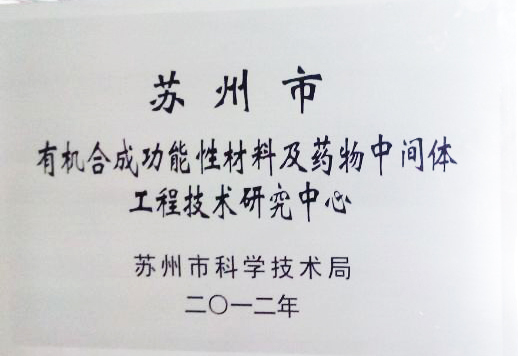 苏州市
有机合成功能性材料及药物中间体
工程技术研究中心
苏州市科学技术局
二〇一二年